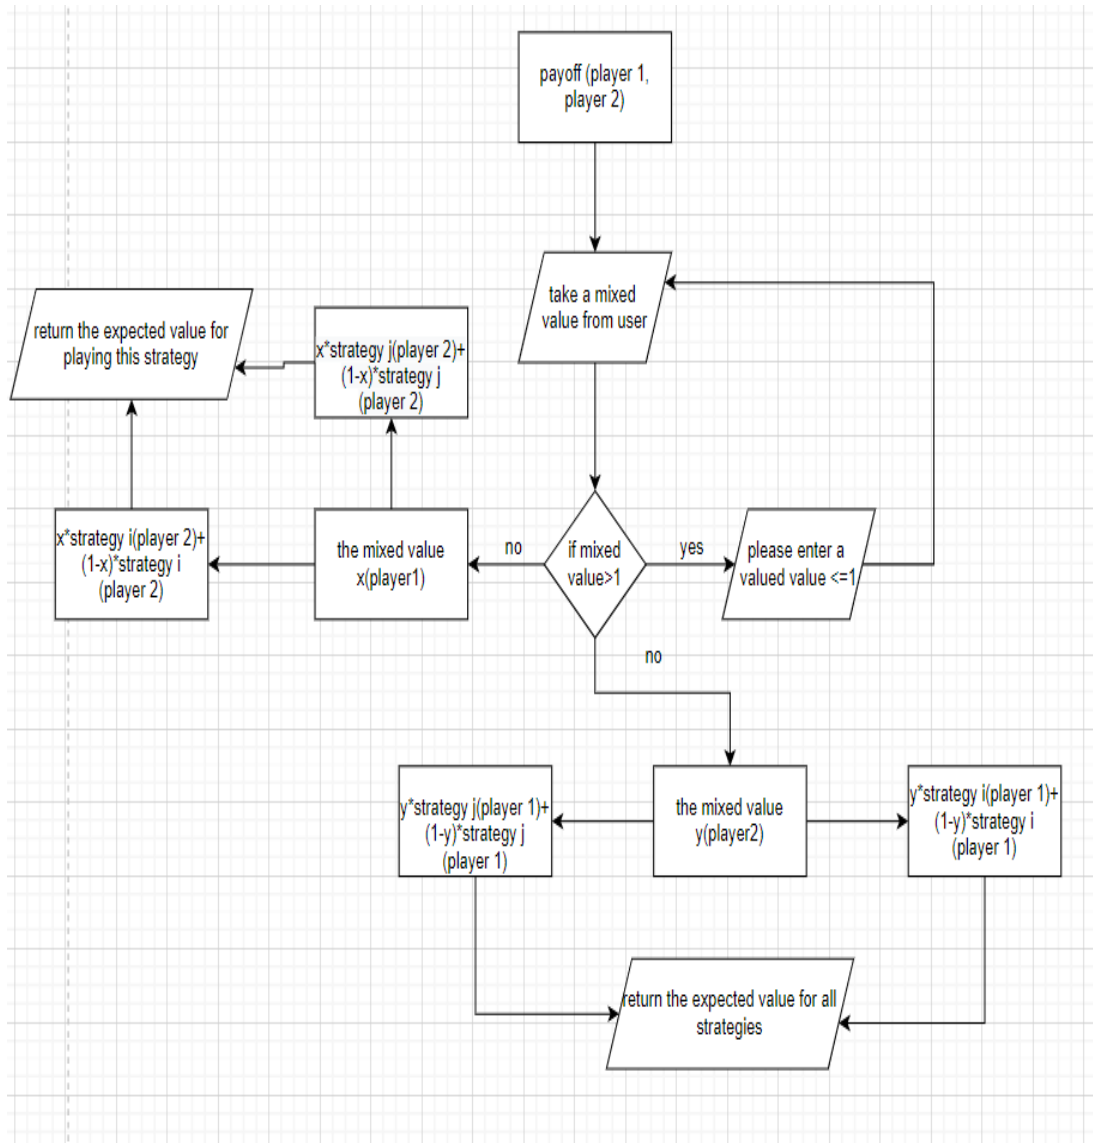 payoff (player 1,
player 2)
take a mixed
value from user
return the expected value for
playing this strategy
x*strategy j(player 2)+
(1-x)*strategy j
(player 2)
x*strategy i(player 2)+
(1-x)*strategy i
(player 2)
the mixed value
x(player1)
no
if mixed
value>1
yes
please enter a
valued value <=1
no
y*strategy j(player 1)+
(1-y)*strategy j
(player 1)
the mixed value
y(player2)
y*strategy i(player 1)+
(1-y)*strategy i
(player 1)
return the expected value for all
strategies